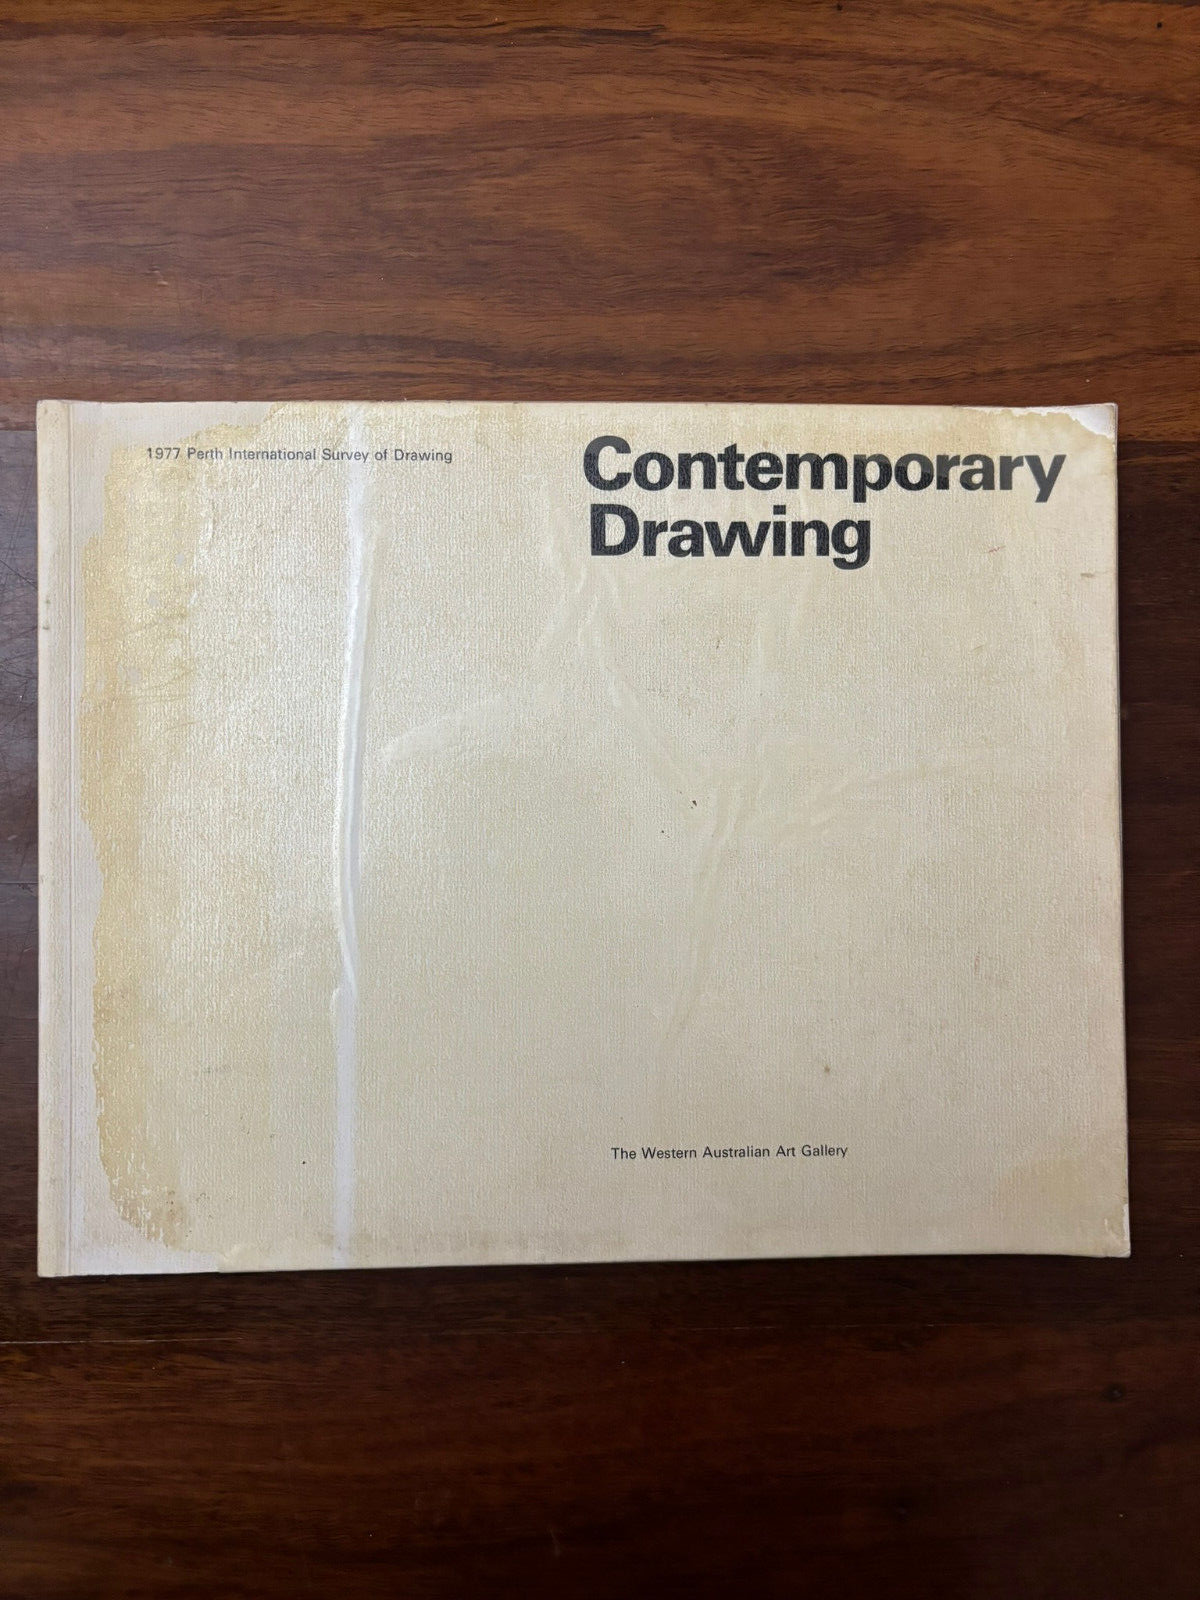 1977 Perth International Survey of Drawing
Contemporary
Drawing
The Western Australian Art Gallery